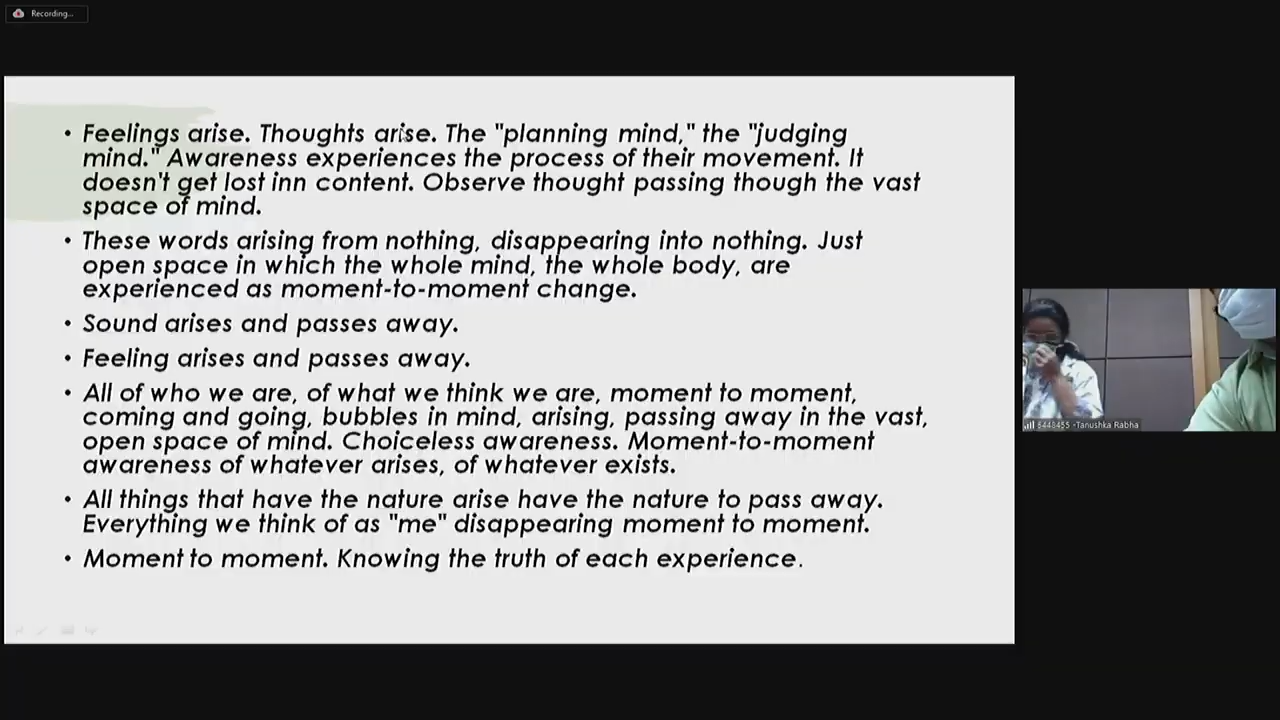 Recording...
• Feelings arise. Thoughts arise. The "planning mind," the "judging
mind." Awareness experiences the process of their movement. It
doesn't get lost inn content. Observe thought passing though the vast
space of mind.
• These words arising from nothing, disappearing into nothing. Just
open space in which the whole mind, the whole body, are
experienced as moment-to-moment change.
• Sound arises and passes away.
• Feeling arises and passes away.
• All of who we are, of what we think we are, moment to moment,
coming and going, bubbles in mind, arising, passing away in the vast,
open space of mind. Choiceless awareness. Moment-to-moment
awareness of whatever arises, of whatever exists.
• All things that have the nature arise have the nature to pass away.
Everything we think of as "me" disappearing moment to moment.
• Moment to moment. Knowing the truth of each experience.
6448455 -Tanushka Rabha